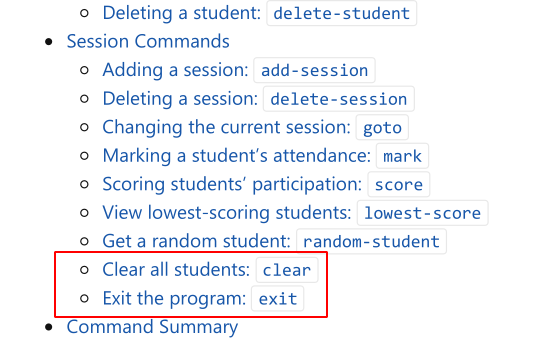 Deleting a student: delete-student
Session Commands
Adding a session: add-session
Deleting a session: delete-session
Changing the current session: goto
Marking a student’s attendance: mark
Scoring students’ participation: score
View lowest-scoring students: lowest-score
Get a random student: random-student
Clear all students: clear
Exit the program: exit
Command Summary